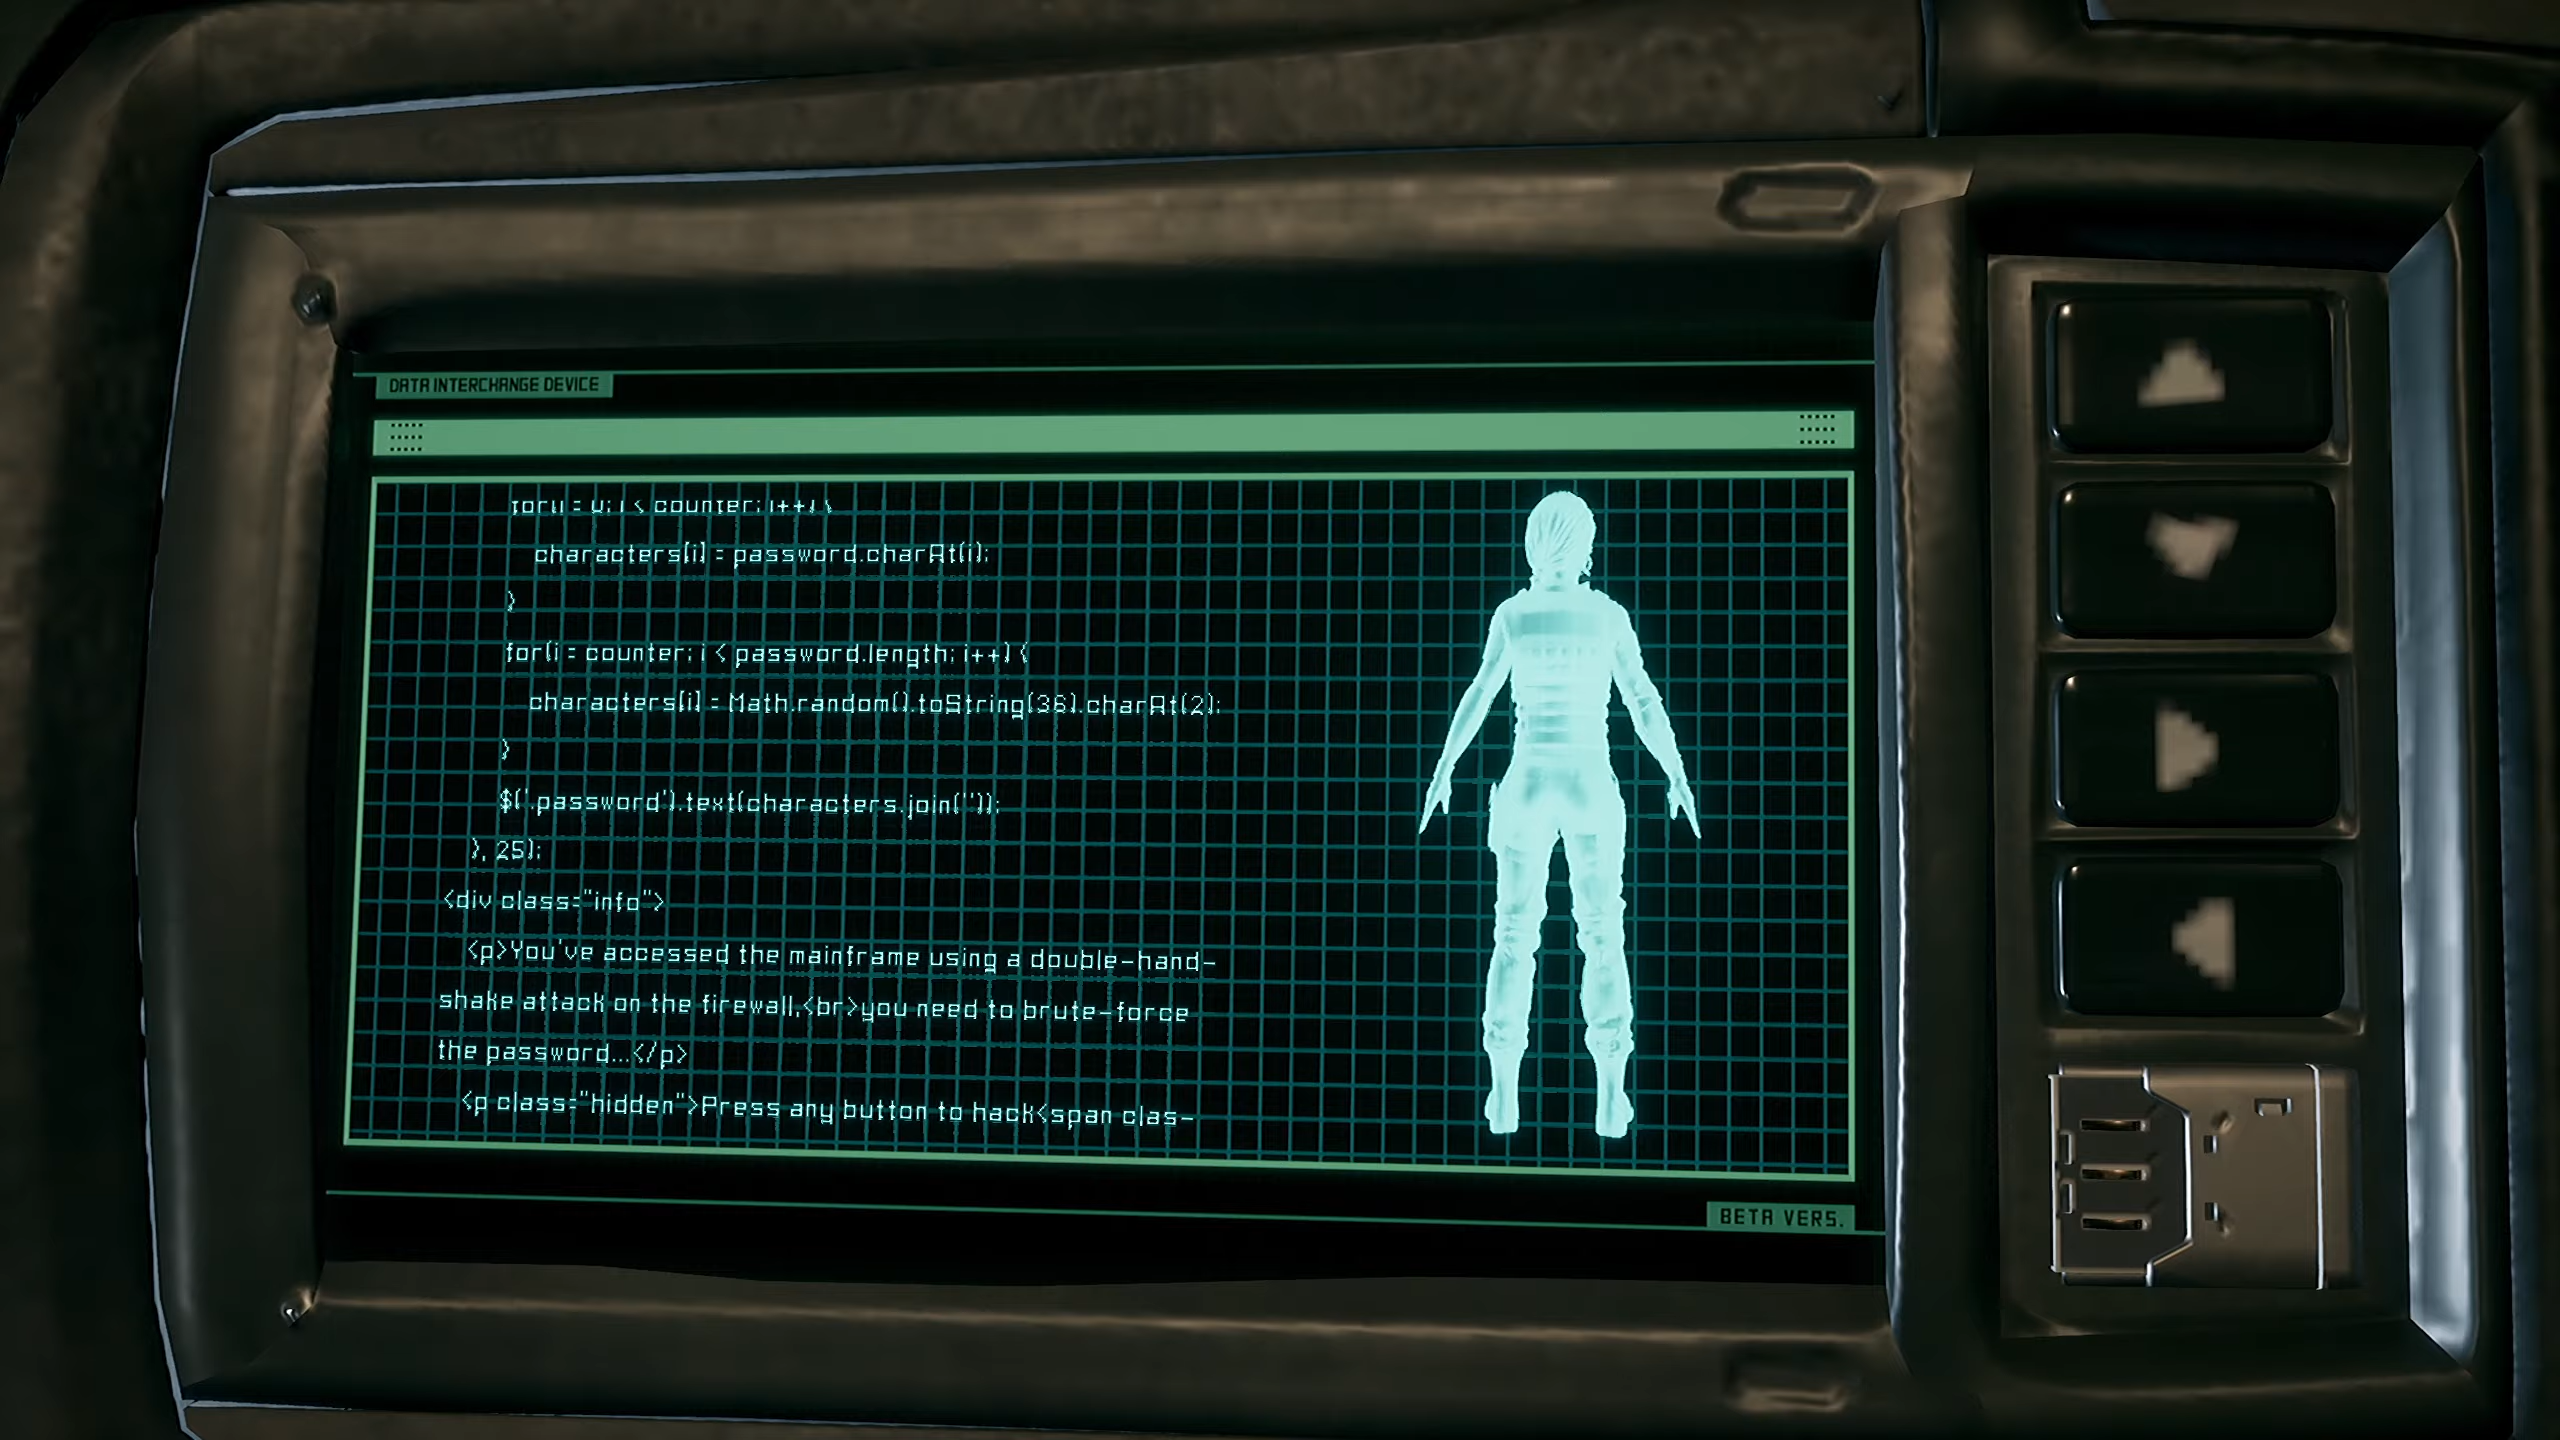 DATA INTERCHANGE DEVICE
for(i = 0; i < counter; i++) {
characters[i] = password.charAt(i);
}
for(i = counter; i < password.length; i++) {
characters[i] = Math.random().toString(36).charAt(2);
}
$('.password').text(characters.join(''));
}, 25);
<div class="info">
<p>You've accessed the mainframe using a double-hand-
shake attack on the firewall,<br>you need to brute-force
the password...</p>
<p class="hidden">Press any button to hack<span clas-
BETA VERS.